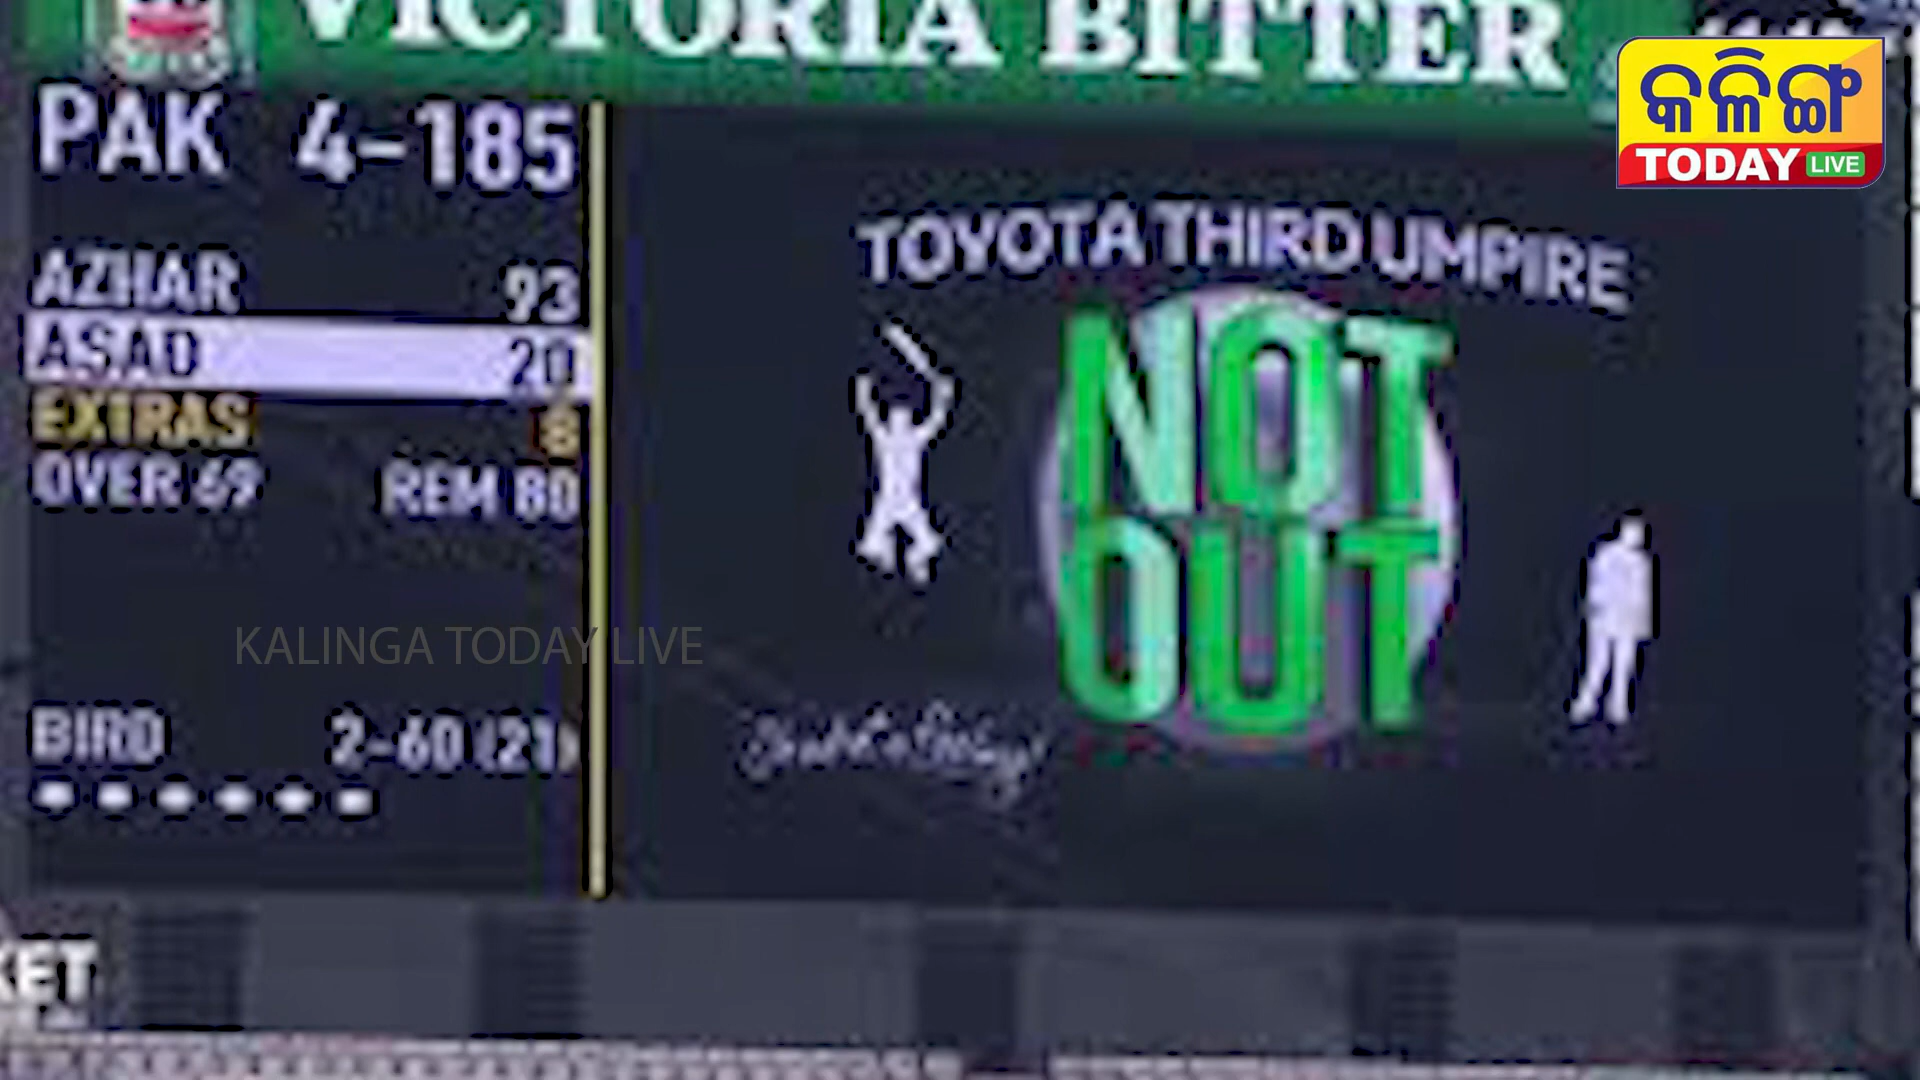 VICTORIA BITTER
କଳିଙ୍ଗ
TODAY LIVE
PAK 4-185
AZHAR 93
ASAD 20
EXTRAS 8
OVER 69 REM 80
BIRD 2-60 (21)
TOYOTA THIRD UMPIRE
NOT
OUT
KALINGA TODAY LIVE
KET